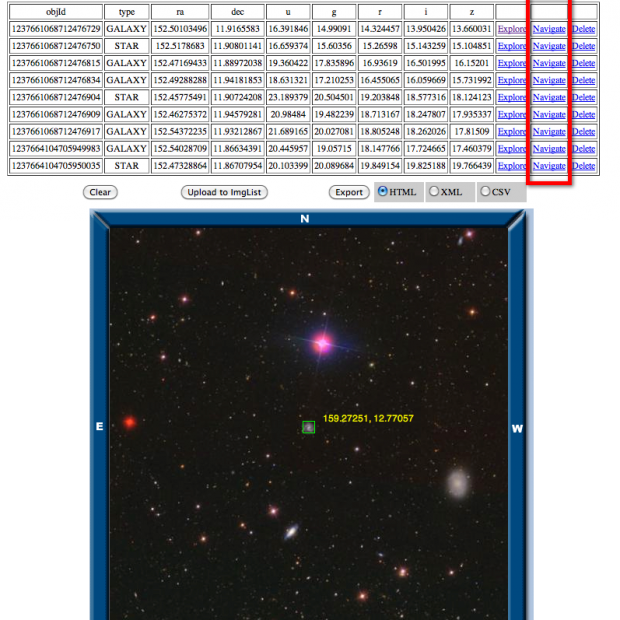 objId type ra dec u g r i z
1237661068712476729 GALAXY 152.50103496 11.9165583 16.391846 14.99091 14.324457 13.950426 13.660031 Explore Navigate Delete
1237661068712476750 STAR 152.5178683 11.90801141 16.659374 15.60356 15.26598 15.143259 15.104851 Explore Navigate Delete
1237661068712476815 GALAXY 152.47169433 11.88972038 19.360422 17.835896 16.93619 16.501995 16.15201 Explore Navigate Delete
1237661068712476834 GALAXY 152.49288288 11.94181853 18.631321 17.210253 16.455065 16.059669 15.731992 Explore Navigate Delete
1237661068712476904 STAR 152.45775491 11.90724208 23.189379 20.504501 19.203848 18.577316 18.124123 Explore Navigate Delete
1237661068712476909 GALAXY 152.46275372 11.94579281 20.98484 19.482239 18.713167 18.247807 17.935337 Explore Navigate Delete
1237661068712476917 GALAXY 152.54372235 11.93212867 21.689165 20.027081 18.805248 18.262026 17.81509 Explore Navigate Delete
1237664104705949983 GALAXY 152.54028709 11.86634391 20.445957 19.05715 18.147766 17.724665 17.460379 Explore Navigate Delete
1237664104705950035 STAR 152.47328864 11.86707954 20.103399 20.089684 19.849154 19.825188 19.766439 Explore Navigate Delete
Clear Upload to ImgList Export HTML XML CSV
N
159.27251, 12.77057
E W